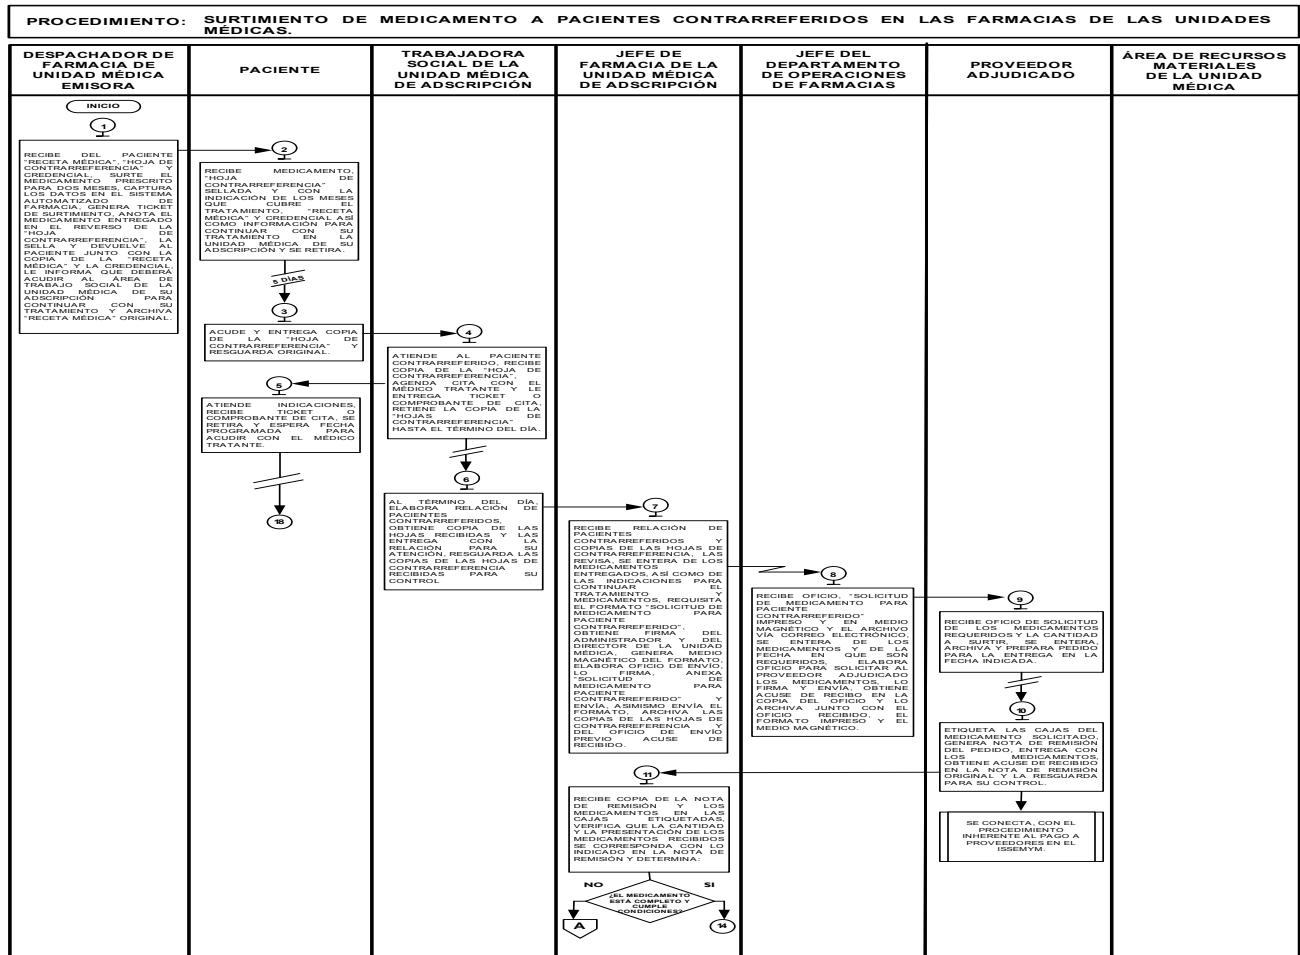 PROCEDIMIENTO: SURTIMIENTO DE MEDICAMENTO A PACIENTES CONTRARREFERIDOS EN LAS FARMACIAS DE LAS UNIDADES
MÉDICAS.
DESPACHADOR DE
FARMACIA DE
UNIDAD MÉDICA
EMISORA
PACIENTE
TRABAJADORA
SOCIAL DE LA
UNIDAD MÉDICA
DE ADSCRIPCIÓN
JEFE DE
FARMACIA DE LA
UNIDAD MÉDICA
DE ADSCRIPCIÓN
JEFE DEL
DEPARTAMENTO
DE OPERACIONES
DE FARMACIAS
PROVEEDOR
ADJUDICADO
ÁREA DE RECURSOS
MATERIALES
DE LA UNIDAD
MÉDICA
INICIO
1
RECIBE DEL PACIENTE
"RECETA MÉDICA", "HOJA DE
CONTRARREFERENCIA" Y
CREDENCIAL, SURTE EL
MEDICAMENTO PRESCRITO
PARA DOS MESES, CAPTURA
LOS DATOS EN EL SISTEMA
AUTOMATIZADO DE
FARMACIA, GENERA TICKET
DE SURTIMIENTO, ANOTA EL
MEDICAMENTO ENTREGADO
EN EL REVERSO DE LA
"HOJA DE
CONTRARREFERENCIA", LA
SELLA Y DEVUELVE AL
PACIENTE JUNTO CON LA
COPIA DE LA "RECETA
MÉDICA" Y LA CREDENCIAL,
LE INFORMA QUE DEBERÁ
ACUDIR AL ÁREA DE
TRABAJO SOCIAL DE LA
UNIDAD MÉDICA DE SU
ADSCRIPCIÓN PARA
CONTINUAR CON SU
TRATAMIENTO Y ARCHIVA
"RECETA MÉDICA" ORIGINAL.
2
RECIBE MEDICAMENTO,
"HOJA DE
CONTRARREFERENCIA"
SELLADA Y CON LA
INDICACIÓN DE LOS MESES
QUE CUBRE EL
TRATAMIENTO, "RECETA
MÉDICA" Y CREDENCIAL ASÍ
COMO INFORMACIÓN PARA
CONTINUAR CON SU
TRATAMIENTO EN LA
UNIDAD MÉDICA DE SU
ADSCRIPCIÓN Y SE RETIRA.
5 DÍAS
3
ACUDE Y ENTREGA COPIA
DE LA "HOJA DE
CONTRARREFERENCIA" Y
RESGUARDA ORIGINAL.
4
ATIENDE AL PACIENTE
CONTRARREFERIDO, RECIBE
COPIA DE LA "HOJA DE
CONTRARREFERENCIA",
AGENDA CITA CON EL
MÉDICO TRATANTE Y LE
ENTREGA TICKET O
COMPROBANTE DE CITA,
RETIENE LA COPIA DE LA
"HOJAS DE
CONTRARREFERENCIA"
HASTA EL TÉRMINO DEL DÍA.
5
ATIENDE INDICACIONES,
RECIBE TICKET O
COMPROBANTE DE CITA, SE
RETIRA Y ESPERA FECHA
PROGRAMADA PARA
ACUDIR CON EL MÉDICO
TRATANTE.
18
6
AL TÉRMINO DEL DÍA,
ELABORA RELACIÓN DE
PACIENTES
CONTRARREFERIDOS,
OBTIENE COPIA DE LAS
HOJAS RECIBIDAS Y LAS
ENTREGA CON LA
RELACIÓN PARA SU
ATENCIÓN, RESGUARDA LAS
COPIAS DE LAS HOJAS DE
CONTRARREFERENCIA
RECIBIDAS PARA SU
CONTROL
7
RECIBE RELACIÓN DE
PACIENTES
CONTRARREFERIDOS Y
COPIAS DE LAS HOJAS DE
CONTRARREFERENCIA, LAS
REVISA, SE ENTERA DE LOS
MEDICAMENTOS
ENTREGADOS, ASÍ COMO DE
LAS INDICACIONES PARA
CONTINUAR EL
TRATAMIENTO Y
MEDICAMENTOS, REQUISITA
EL FORMATO "SOLICITUD DE
MEDICAMENTO PARA
PACIENTE
CONTRARREFERIDO",
OBTIENE FIRMA DEL
ADMINISTRADOR Y DEL
DIRECTOR DE LA UNIDAD
MÉDICA, GENERA MEDIO
MAGNÉTICO DEL FORMATO,
ELABORA OFICIO DE ENVÍO,
LO FIRMA, ANEXA
"SOLICITUD DE
MEDICAMENTO PARA
PACIENTE
CONTRARREFERIDO" Y
ENVÍA, ASIMISMO ENVÍA EL
FORMATO, ARCHIVA LAS
COPIAS DE LAS HOJAS DE
CONTRARREFERENCIA Y
DEL OFICIO DE ENVÍO
PREVIO ACUSE DE
RECIBIDO.
8
RECIBE OFICIO, "SOLICITUD
DE MEDICAMENTO PARA
PACIENTE
CONTRARREFERIDO"
IMPRESO Y EN MEDIO
MAGNÉTICO Y EL ARCHIVO
VÍA CORREO ELECTRÓNICO,
SE ENTERA DE LOS
MEDICAMENTOS Y DE LA
FECHA EN QUE SON
REQUERIDOS, ELABORA
OFICIO PARA SOLICITAR AL
PROVEEDOR ADJUDICADO
LOS MEDICAMENTOS, LO
FIRMA Y ENVÍA, OBTIENE
ACUSE DE RECIBO EN LA
COPIA DEL OFICIO Y LO
ARCHIVA JUNTO CON EL
OFICIO RECIBIDO, EL
FORMATO IMPRESO Y EL
MEDIO MAGNÉTICO.
9
RECIBE OFICIO DE SOLICITUD
DE LOS MEDICAMENTOS
REQUERIDOS Y LA CANTIDAD
A SURTIR, SE ENTERA,
ARCHIVA Y PREPARA PEDIDO
PARA LA ENTREGA EN LA
FECHA INDICADA.
10
ETIQUETA LAS CAJAS DEL
MEDICAMENTO SOLICITADO,
GENERA NOTA DE REMISIÓN
DEL PEDIDO, ENTREGA CON
LOS MEDICAMENTOS,
OBTIENE ACUSE DE RECIBIDO
EN LA NOTA DE REMISIÓN
ORIGINAL Y LA RESGUARDA
PARA SU CONTROL.
SE CONECTA, CON EL
PROCEDIMIENTO
INHERENTE AL PAGO A
PROVEEDORES EN EL
ISSEMYM.
11
RECIBE COPIA DE LA NOTA
DE REMISIÓN Y LOS
MEDICAMENTOS EN LAS
CAJAS ETIQUETADAS,
VERIFICA QUE LA CANTIDAD
Y LA PRESENTACIÓN DE LOS
MEDICAMENTOS RECIBIDOS
SE CORRESPONDA CON LO
INDICADO EN LA NOTA DE
REMISIÓN Y DETERMINA:
NO
SI
¿EL MEDICAMENTO
ESTÁ COMPLETO Y
CUMPLE
CONDICIONES?
A
14